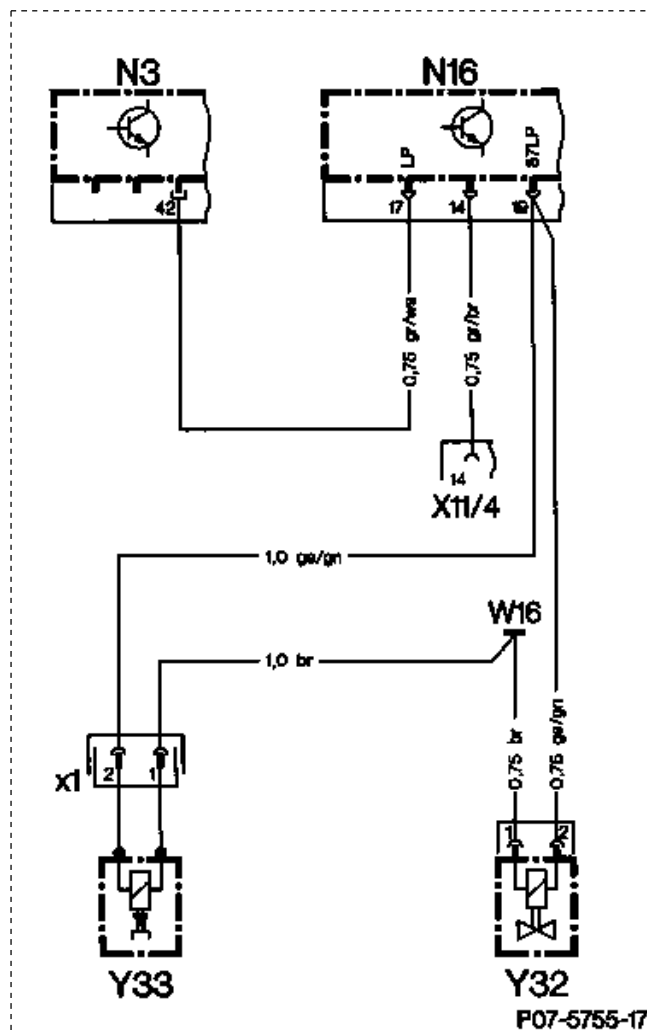 N3
N16
LP
87LP
42
17
14
19
0,75 gr/ws
0,75 gr/br
14
X11/4
1,0 ge/gn
W16
1,0 br
0,75 br
0,75 ge/gn
x1
2
1
1
2
Y33
Y32
P07-5755-17